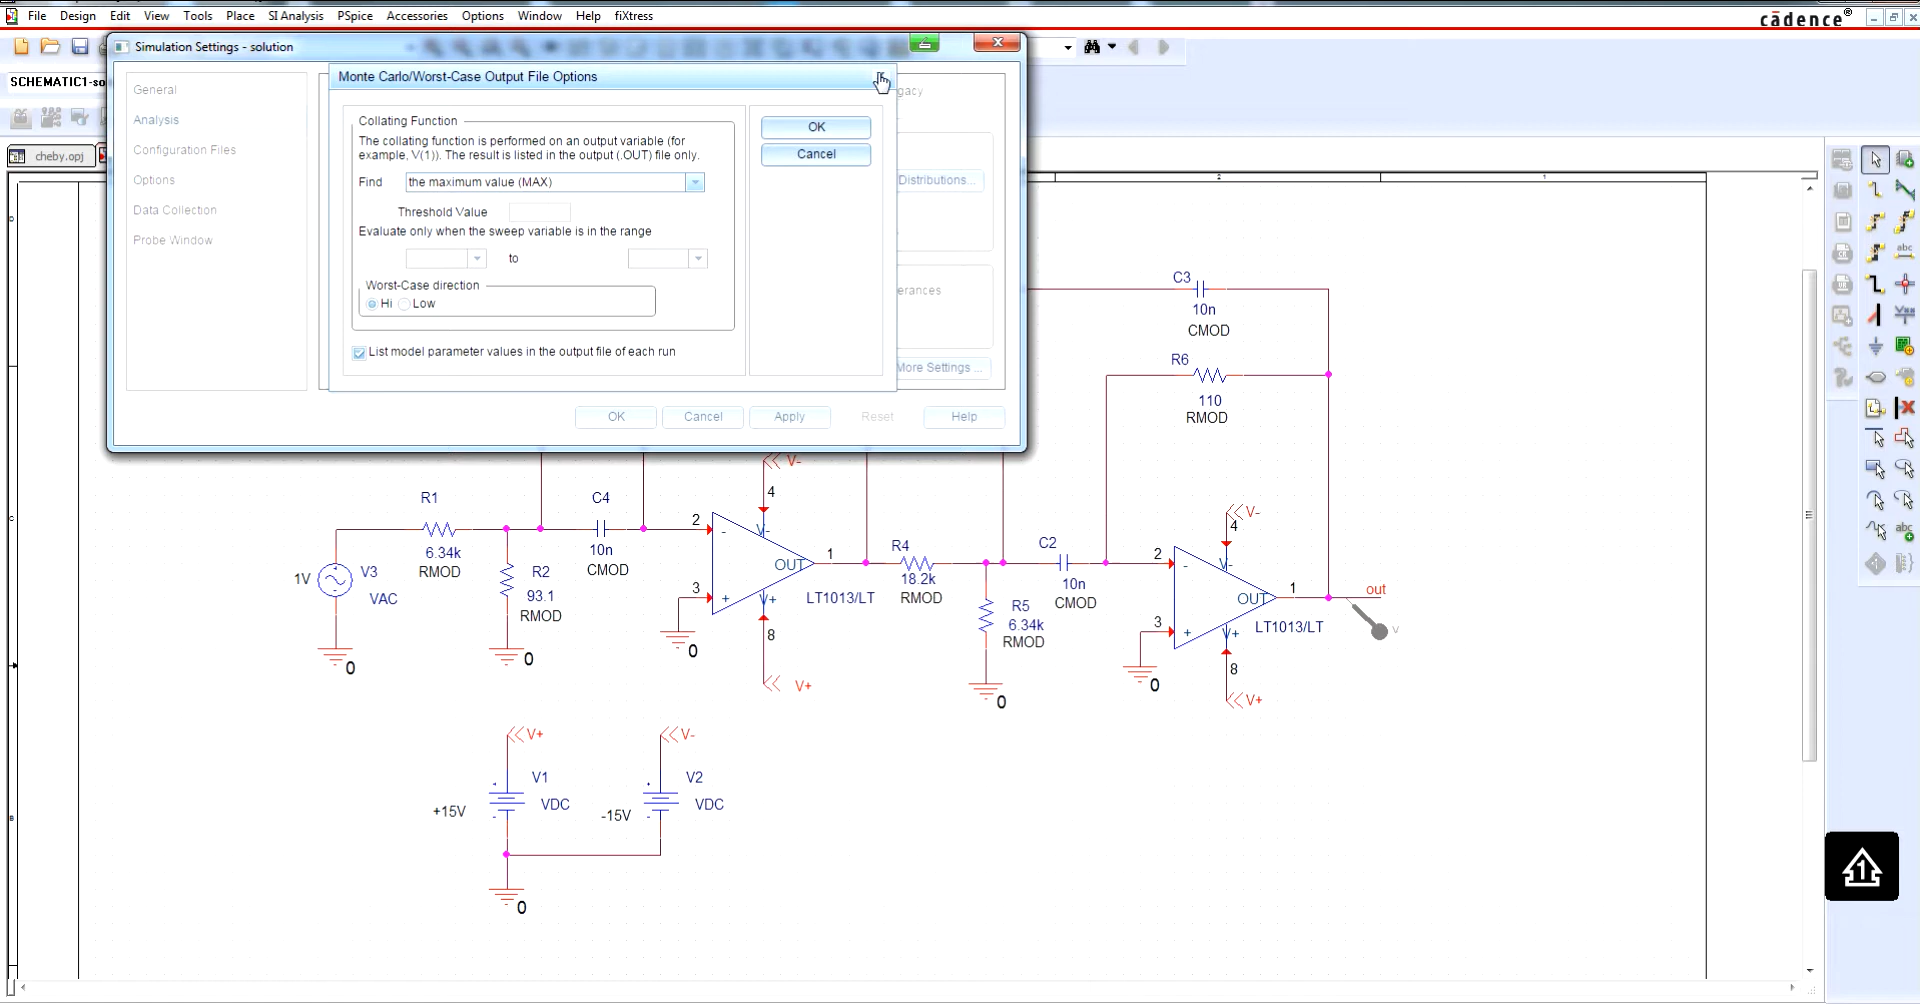 File Design Edit View Tools Place SI Analysis PSpice Accessories Options Window Help fiXtress
cādence®
Simulation Settings - solution
SCHEMATIC1-so
cheby.opj
General
Analysis
Configuration Files
Options
Data Collection
Probe Window
Monte Carlo/Worst-Case Output File Options
Collating Function
The collating function is performed on an output variable (for
example, V(1)). The result is listed in the output (.OUT) file only.
Find the maximum value (MAX)
Threshold Value
Evaluate only when the sweep variable is in the range
to
Worst-Case direction
Hi Low
List model parameter values in the output file of each run
OK
Cancel
gacy
Distributions...
erances
More Settings ...
OK Cancel Apply Reset Help
2
1
C3
10n
CMOD
R6
110
RMOD
R1
6.34k
RMOD
1V
V3
VAC
0
R2
93.1
RMOD
0
C4
10n
CMOD
V-
4
2
-
V-
OUT
1
3
+
V+
8
0
V+
LT1013/LT
R4
18.2k
RMOD
R5
6.34k
RMOD
0
C2
10n
CMOD
V-
4
2
-
V-
OUT
1
3
+
V+
8
0
V+
LT1013/LT
out
V
V+
V1
VDC
+15V
V-
V2
VDC
-15V
0
abc
abc
1